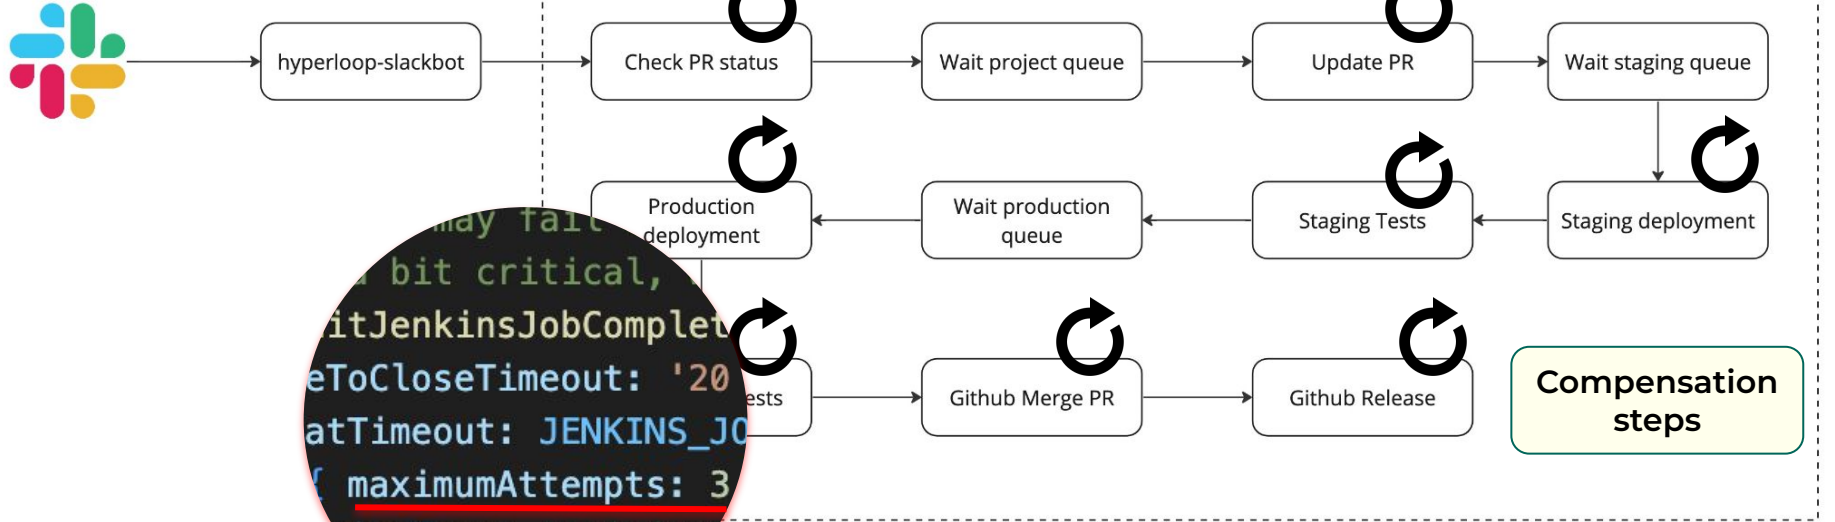 hyperloop-slackbot
Check PR status
Wait project queue
Update PR
Wait staging queue
Production
deployment
Wait production
queue
Staging Tests
Staging deployment
may fail
bit critical,
itJenkinsJobComplet
eToCloseTimeout: '20
atTimeout: JENKINS_JO
{ maximumAttempts: 3
ests
Github Merge PR
Github Release
Compensation
steps